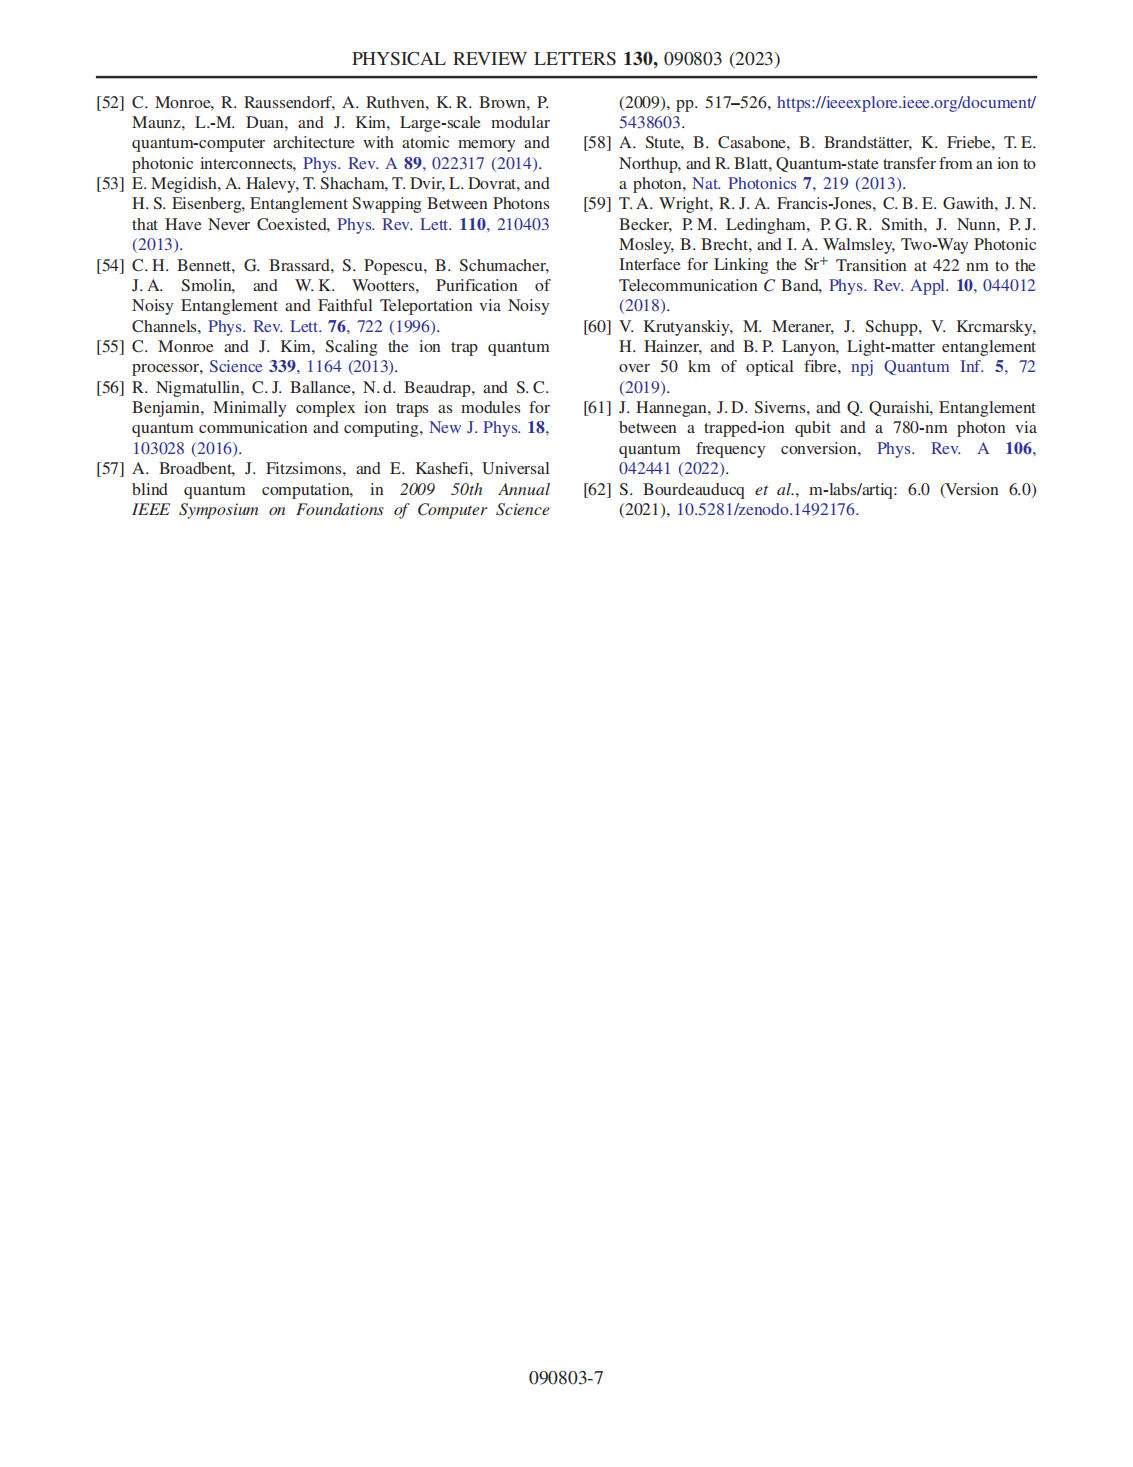 PHYSICAL REVIEW LETTERS 130, 090803 (2023)
[52] C. Monroe, R. Raussendorf, A. Ruthven, K. R. Brown, P.
Maunz, L.-M. Duan, and J. Kim, Large-scale modular
quantum-computer architecture with atomic memory and
photonic interconnects, Phys. Rev. A 89, 022317 (2014).
[53] E. Megidish, A. Halevy, T. Shacham, T. Dvir, L. Dovrat, and
H. S. Eisenberg, Entanglement Swapping Between Photons
that Have Never Coexisted, Phys. Rev. Lett. 110, 210403
(2013).
[54] C. H. Bennett, G. Brassard, S. Popescu, B. Schumacher,
J. A. Smolin, and W. K. Wootters, Purification of
Noisy Entanglement and Faithful Teleportation via Noisy
Channels, Phys. Rev. Lett. 76, 722 (1996).
[55] C. Monroe and J. Kim, Scaling the ion trap quantum
processor, Science 339, 1164 (2013).
[56] R. Nigmatullin, C. J. Ballance, N. d. Beaudrap, and S. C.
Benjamin, Minimally complex ion traps as modules for
quantum communication and computing, New J. Phys. 18,
103028 (2016).
[57] A. Broadbent, J. Fitzsimons, and E. Kashefi, Universal
blind quantum computation, in 2009 50th Annual
IEEE Symposium on Foundations of Computer Science
(2009), pp. 517–526, https://ieeexplore.ieee.org/document/
5438603.
[58] A. Stute, B. Casabone, B. Brandstätter, K. Friebe, T. E.
Northup, and R. Blatt, Quantum-state transfer from an ion to
a photon, Nat. Photonics 7, 219 (2013).
[59] T. A. Wright, R. J. A. Francis-Jones, C. B. E. Gawith, J. N.
Becker, P. M. Ledingham, P. G. R. Smith, J. Nunn, P. J.
Mosley, B. Brecht, and I. A. Walmsley, Two-Way Photonic
Interface for Linking the Sr⁺ Transition at 422 nm to the
Telecommunication C Band, Phys. Rev. Appl. 10, 044012
(2018).
[60] V. Krutyanskiy, M. Meraner, J. Schupp, V. Krcmarsky,
H. Hainzer, and B. P. Lanyon, Light-matter entanglement
over 50 km of optical fibre, npj Quantum Inf. 5, 72
(2019).
[61] J. Hannegan, J. D. Siverns, and Q. Quraishi, Entanglement
between a trapped-ion qubit and a 780-nm photon via
quantum frequency conversion, Phys. Rev. A 106,
042441 (2022).
[62] S. Bourdeauducq et al., m-labs/artiq: 6.0 (Version 6.0)
(2021), 10.5281/zenodo.1492176.
090803-7